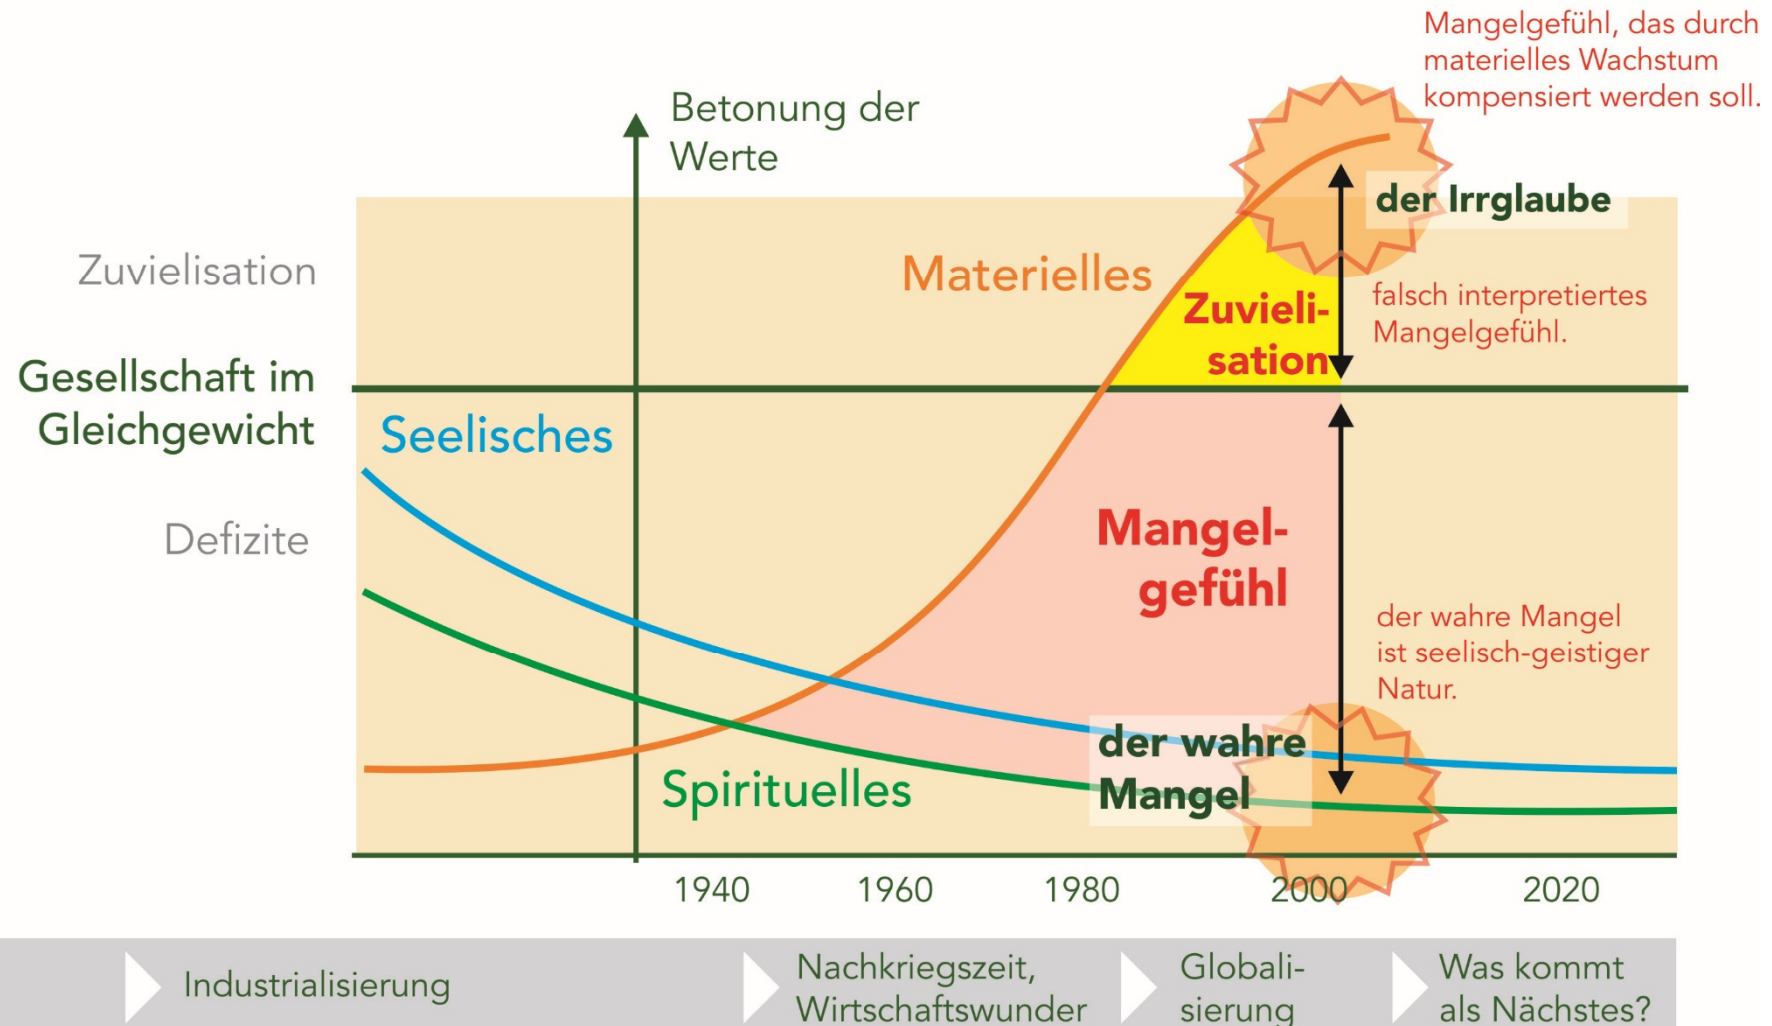 Mangelgefühl, das durch
materielles Wachstum
kompensiert werden soll.
Betonung der
Werte
der Irrglaube
Zuvielisation
Materielles
Zuvieli-
sation
falsch interpretiertes
Mangelgefühl.
Gesellschaft im
Gleichgewicht
Seelisches
Defizite
Mangel-
gefühl
der wahre Mangel
ist seelisch-geistiger
Natur.
der wahre
Mangel
Spirituelles
1940 1960 1980 2000 2020
Industrialisierung
Nachkriegszeit,
Wirtschaftswunder
Globali-
sierung
Was kommt
als Nächstes?